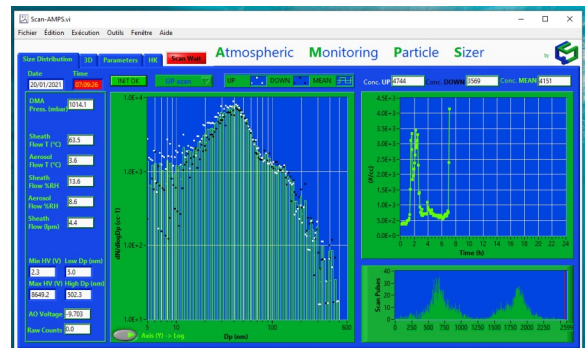 Scan-AMPS.vi
Fichier Édition Exécution Outils Fenêtre Aide
Size Distribution 3D Parameters HK Scan Wall Atmospheric Monitoring Particle Sizer by
Date Time
20/01/2021 07:09:26
INIT OK UP scan UP DOWN MEAN
Conc. UP 4744 Conc. DOWN 3569 Conc. MEAN 4151
DMA
Press. (mbar) 1014.1
Sheath
Flow T (°C) 63.5
Aerosol
Flow T (°C) 3.6
Sheath
Flow %RH 13.6
Aerosol
Flow %RH 8.6
Sheath
Flow (lpm) 4.4
Min HV (V) Low Dp (nm)
2.3 5.0
Max HV (V) High Dp (nm)
8649.2 502.3
AO Voltage -9.703
Raw Counts 0.0
dN/dlogDp (cc-1)
1.0E+4
1.0E+3
1.0E+2
1.0E+1
5 10 100 600
Axis (Y) -> Log
Dp (nm)
(#/cc)
4.5E+3
4.0E+3
3.5E+3
3.0E+3
2.5E+3
2.0E+3
1.5E+3
1.0E+3
5.0E+2
0.0E+0
0 2 4 6 8 10 12 14 16 18 20 22 24
Time (h)
Scan Pulses
40
30
20
10
0
0 250 500 750 1000 1250 1500 1750 2000 2250 2599